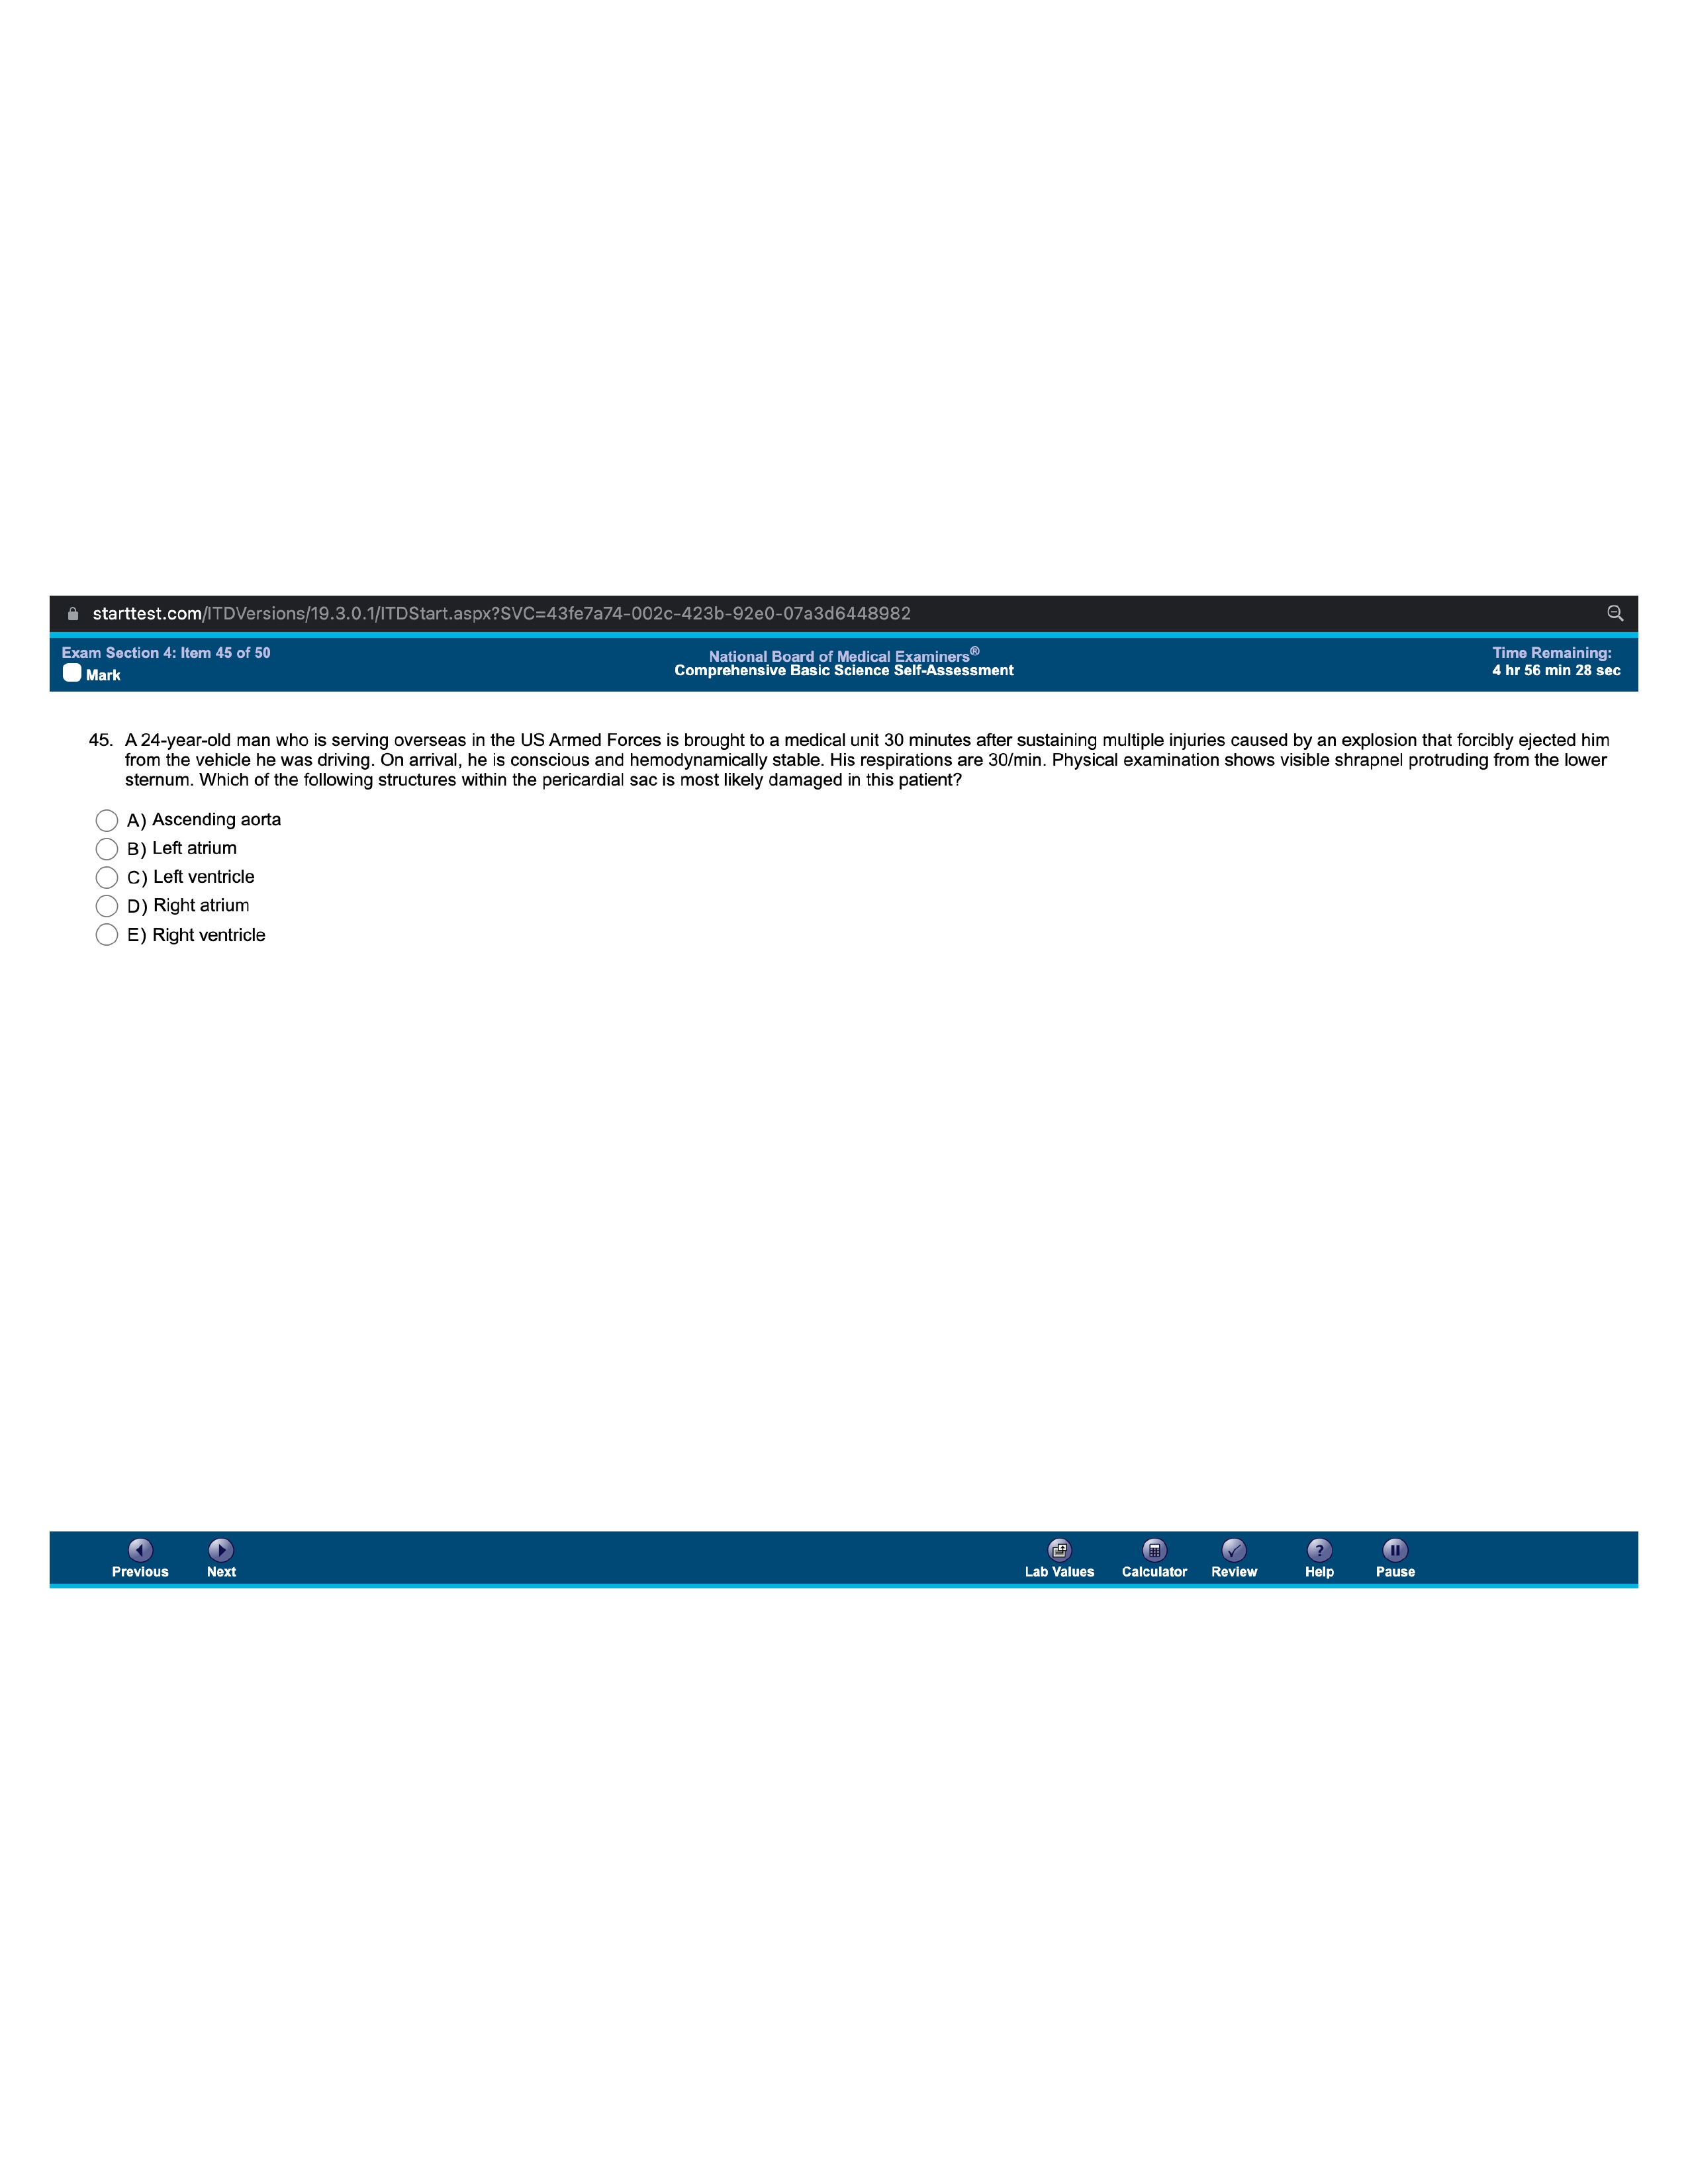 starttest.com/ITDVersions/19.3.0.1/ITDStart.aspx?SVC=43fe7a74-002c-423b-92e0-07a3d6448982
Exam Section 4: Item 45 of 50
Mark
National Board of Medical Examiners®
Comprehensive Basic Science Self-Assessment
Time Remaining:
4 hr 56 min 28 sec
45. A 24-year-old man who is serving overseas in the US Armed Forces is brought to a medical unit 30 minutes after sustaining multiple injuries caused by an explosion that forcibly ejected him
from the vehicle he was driving. On arrival, he is conscious and hemodynamically stable. His respirations are 30/min. Physical examination shows visible shrapnel protruding from the lower
sternum. Which of the following structures within the pericardial sac is most likely damaged in this patient?
A) Ascending aorta
B) Left atrium
C) Left ventricle
D) Right atrium
E) Right ventricle
Previous
Next
Lab Values
Calculator
Review
Help
Pause